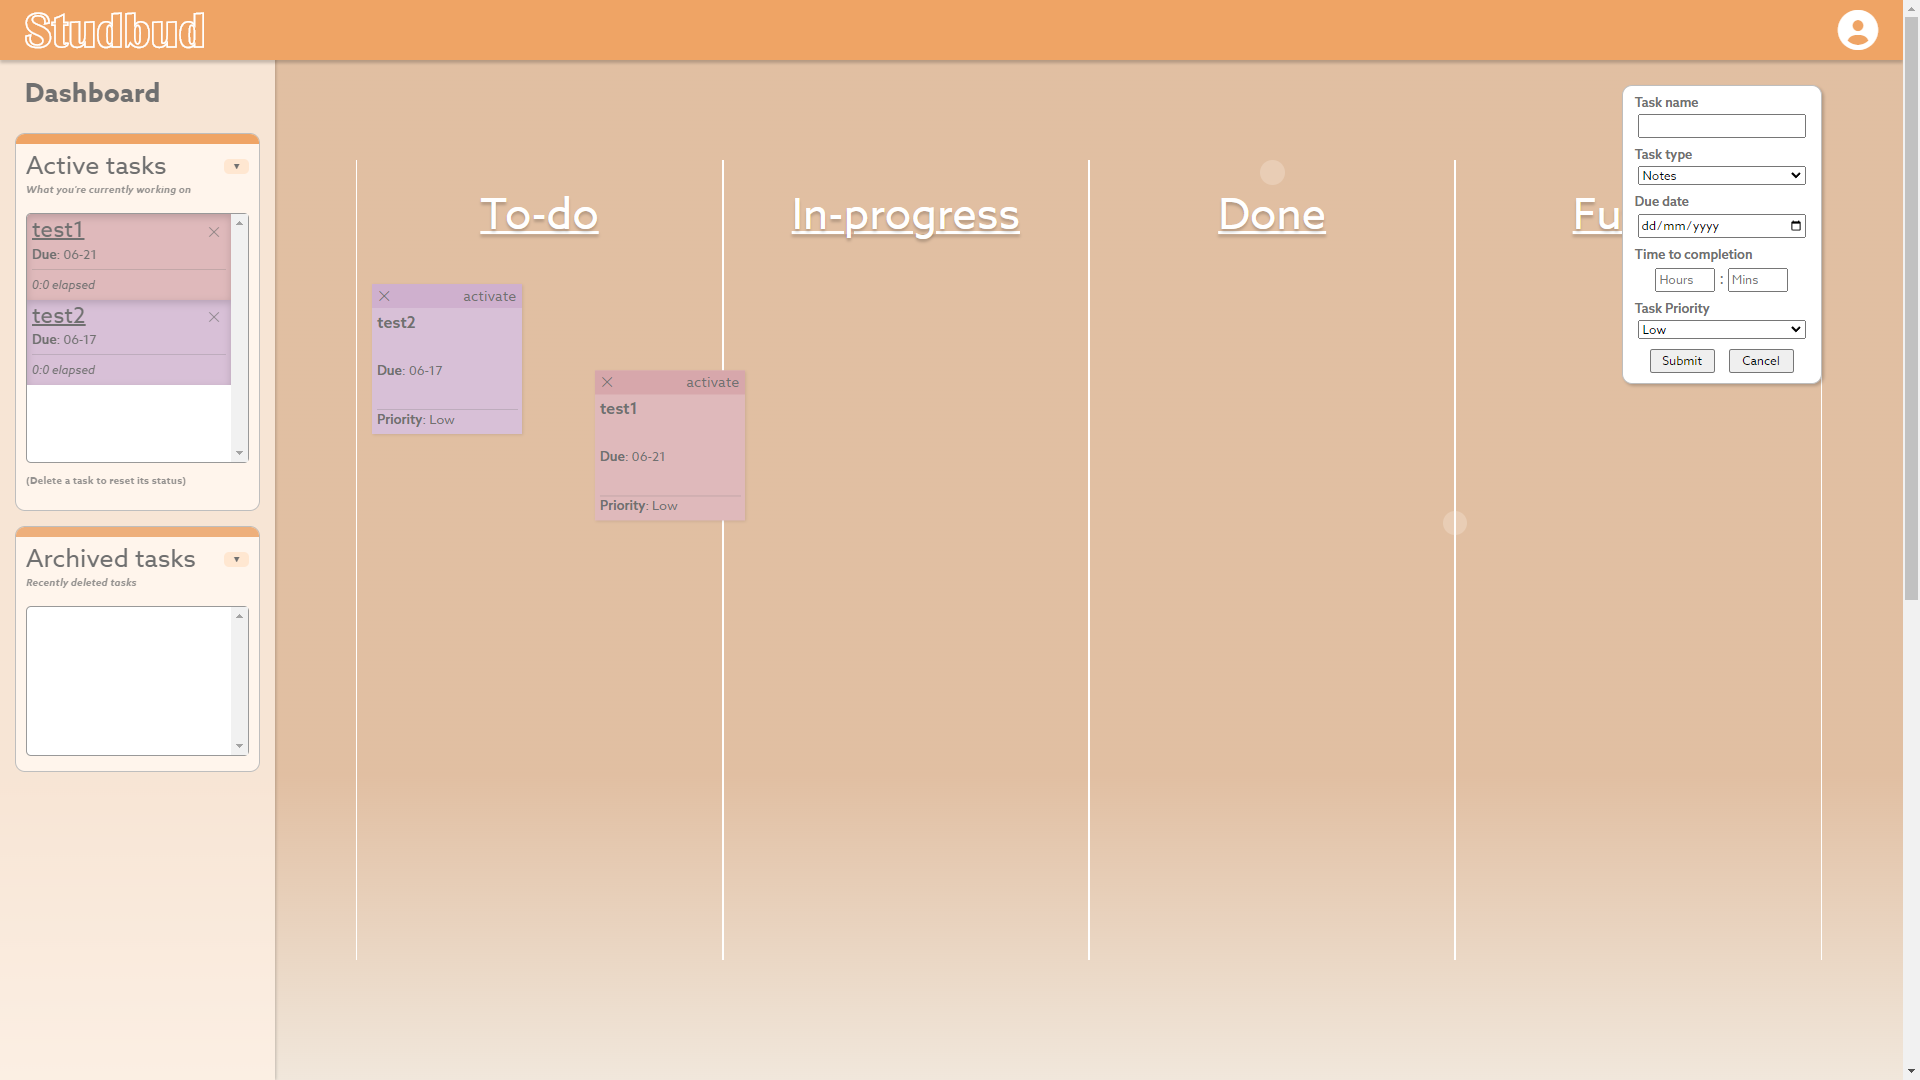 Studbud
Dashboard
Active tasks
What you're currently working on
test1
Due: 06-21
0:0 elapsed
test2
Due: 06-17
0:0 elapsed
(Delete a task to reset its status)
Archived tasks
Recently deleted tasks
To-do
In-progress
Done
Fu
activate
test2
Due: 06-17
Priority: Low
activate
test1
Due: 06-21
Priority: Low
Task name
Task type
Notes
Due date
dd/mm/yyyy
Time to completion
Hours : Mins
Task Priority
Low
Submit Cancel